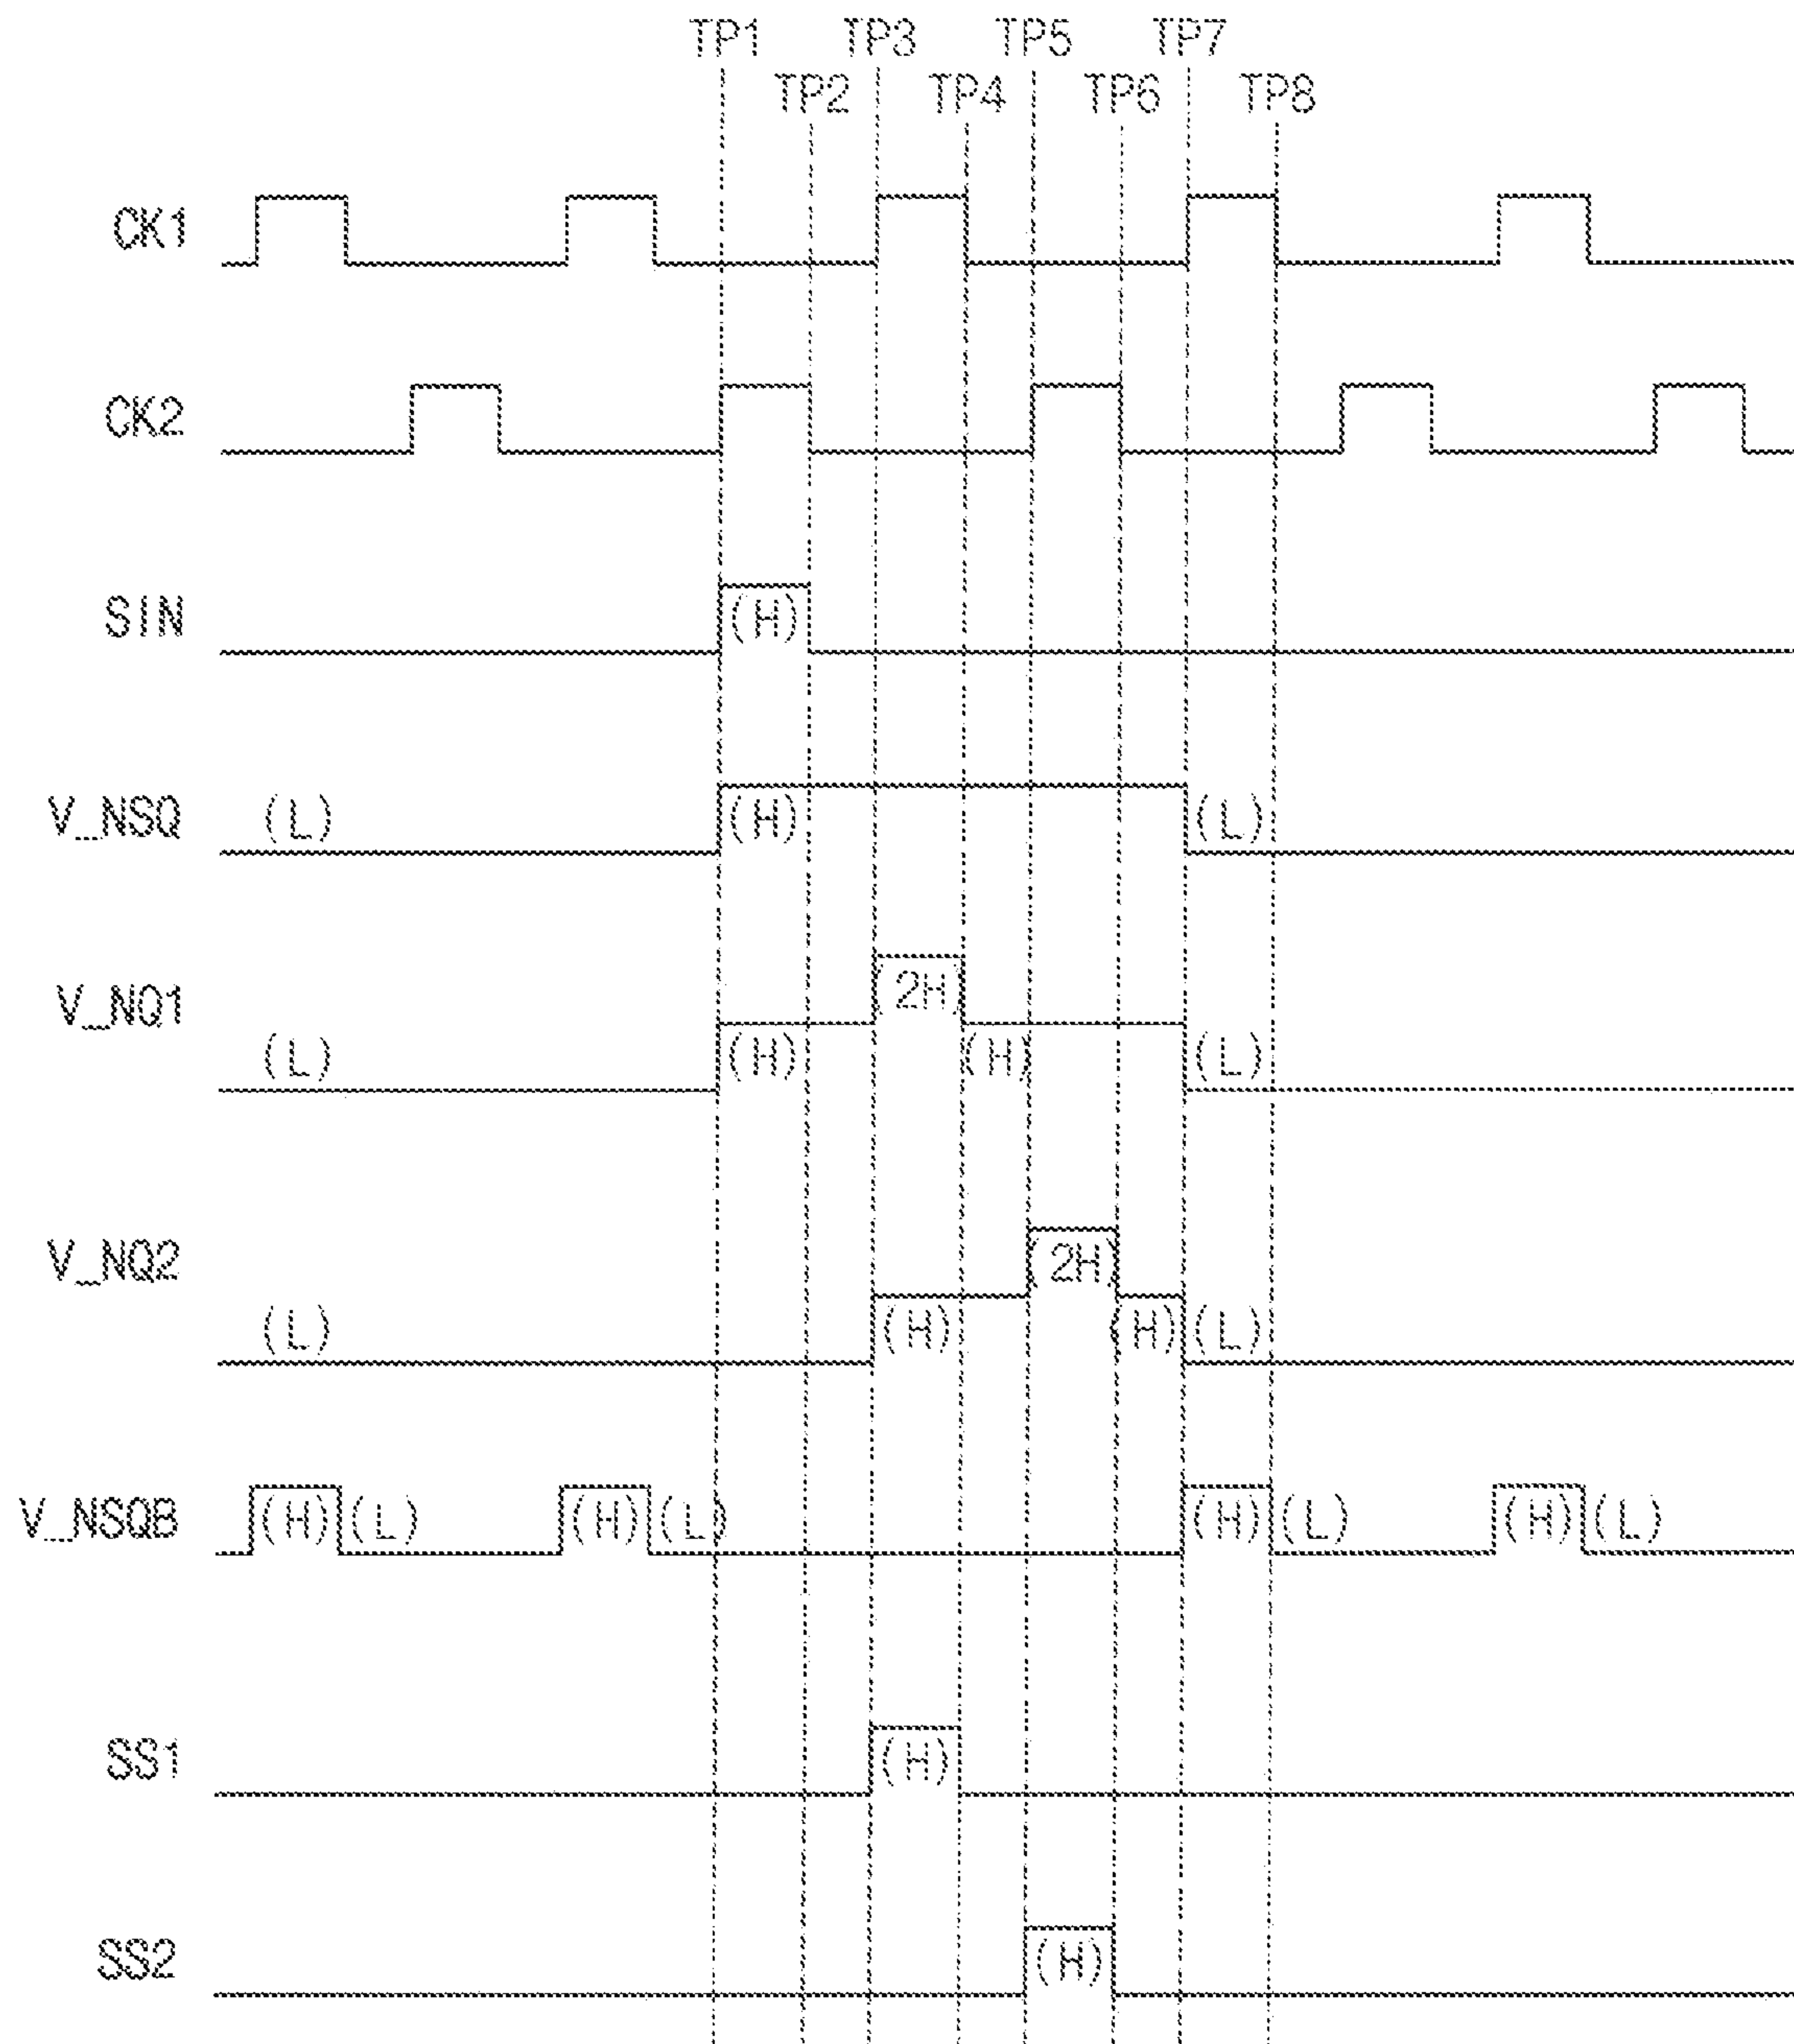 TP1 TP3 TP5 TP7
TP2 TP4 TP6 TP8
CK1
CK2
SIN (H)
V_NSQ (L) (H) (L)
V_NQ1 (2H)
(L) (H) (H) (L)
V_NQ2 (2H)
(L) (H) (H) (L)
V_NSQB (H) (L) (H) (L) (H) (L) (H) (L)
SS1 (H)
SS2 (H)